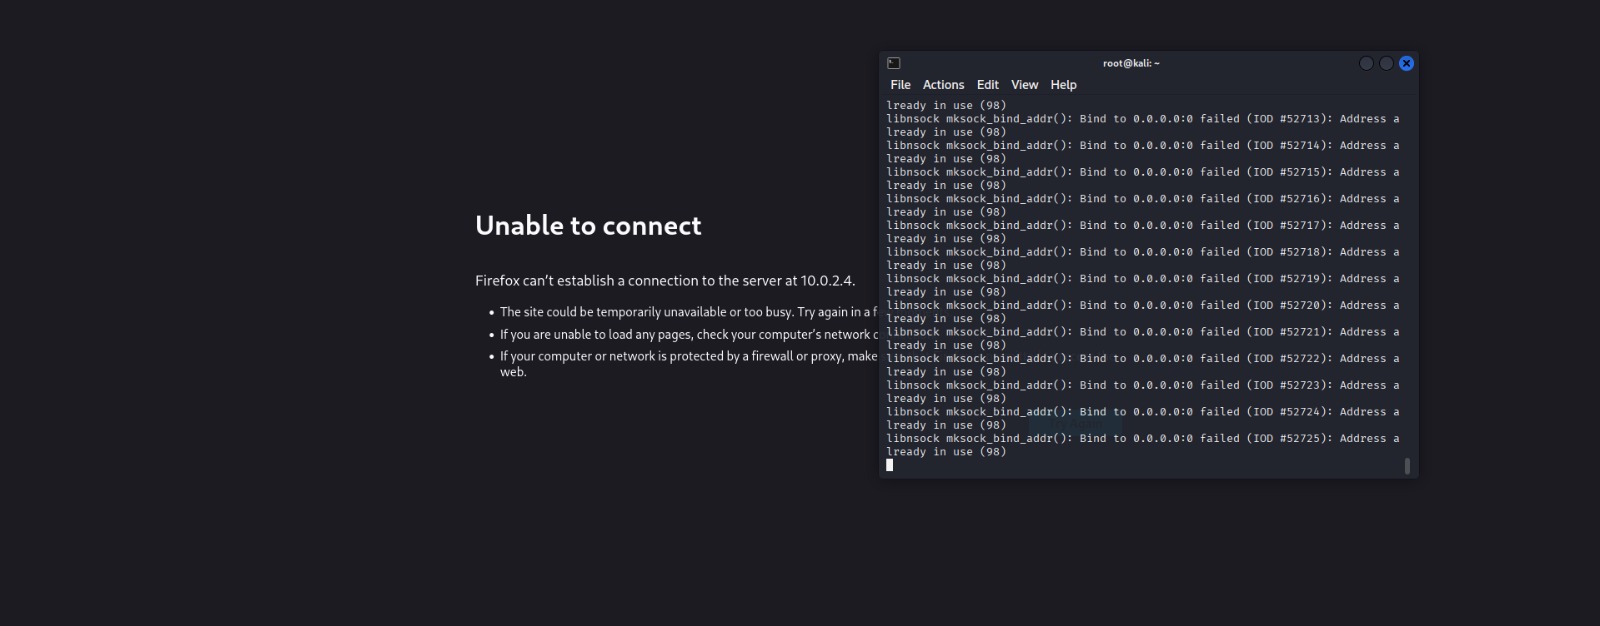 Unable to connect
Firefox can't establish a connection to the server at 10.0.2.4.
The site could be temporarily unavailable or too busy. Try again in a f
If you are unable to load any pages, check your computer's network c
If your computer or network is protected by a firewall or proxy, make
web.
root@kali: ~
File Actions Edit View Help
lready in use (98)
libnsock mksock_bind_addr(): Bind to 0.0.0.0:0 failed (IOD #52713): Address a
lready in use (98)
libnsock mksock_bind_addr(): Bind to 0.0.0.0:0 failed (IOD #52714): Address a
lready in use (98)
libnsock mksock_bind_addr(): Bind to 0.0.0.0:0 failed (IOD #52715): Address a
lready in use (98)
libnsock mksock_bind_addr(): Bind to 0.0.0.0:0 failed (IOD #52716): Address a
lready in use (98)
libnsock mksock_bind_addr(): Bind to 0.0.0.0:0 failed (IOD #52717): Address a
lready in use (98)
libnsock mksock_bind_addr(): Bind to 0.0.0.0:0 failed (IOD #52718): Address a
lready in use (98)
libnsock mksock_bind_addr(): Bind to 0.0.0.0:0 failed (IOD #52719): Address a
lready in use (98)
libnsock mksock_bind_addr(): Bind to 0.0.0.0:0 failed (IOD #52720): Address a
lready in use (98)
libnsock mksock_bind_addr(): Bind to 0.0.0.0:0 failed (IOD #52721): Address a
lready in use (98)
libnsock mksock_bind_addr(): Bind to 0.0.0.0:0 failed (IOD #52722): Address a
lready in use (98)
libnsock mksock_bind_addr(): Bind to 0.0.0.0:0 failed (IOD #52723): Address a
lready in use (98)
libnsock mksock_bind_addr(): Bind to 0.0.0.0:0 failed (IOD #52724): Address a
lready in use (98)
libnsock mksock_bind_addr(): Bind to 0.0.0.0:0 failed (IOD #52725): Address a
lready in use (98)